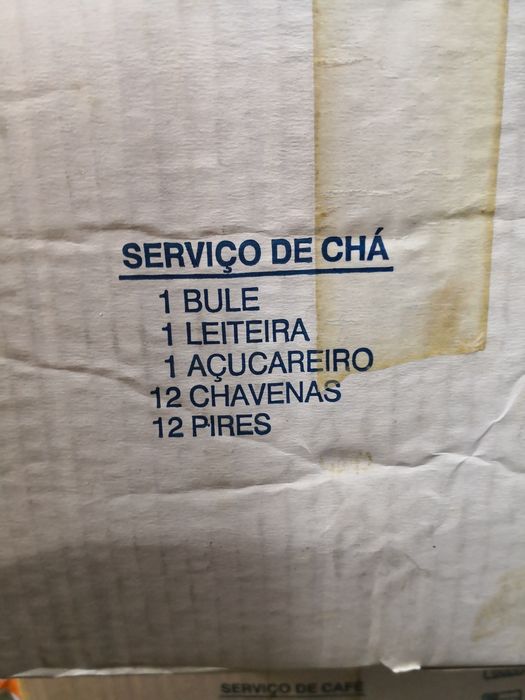 SERVIÇO DE CHÁ
1 BULE
1 LEITEIRA
1 AÇUCAREIRO
12 CHAVENAS
12 PIRES
SERVIÇO DE CAFÉ